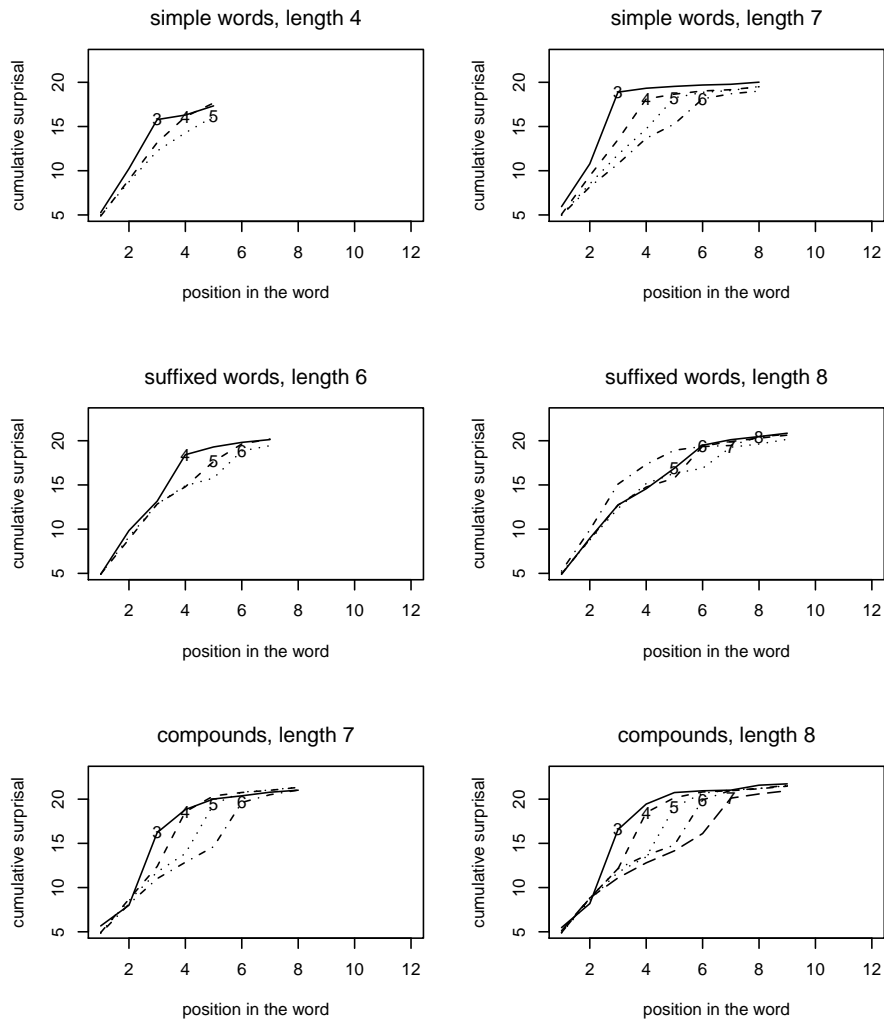 simple words, length 4
cumulative surprisal
20
15
10
5
3
4
5
2 4 6 8 10 12
position in the word
simple words, length 7
cumulative surprisal
20
15
10
5
3
4
5
6
2 4 6 8 10 12
position in the word
suffixed words, length 6
cumulative surprisal
20
15
10
5
4
5
6
2 4 6 8 10 12
position in the word
suffixed words, length 8
cumulative surprisal
20
15
10
5
5
6
7
8
2 4 6 8 10 12
position in the word
compounds, length 7
cumulative surprisal
20
15
10
5
3
4
5
6
2 4 6 8 10 12
position in the word
compounds, length 8
cumulative surprisal
20
15
10
5
3
4
5
6
7
2 4 6 8 10 12
position in the word